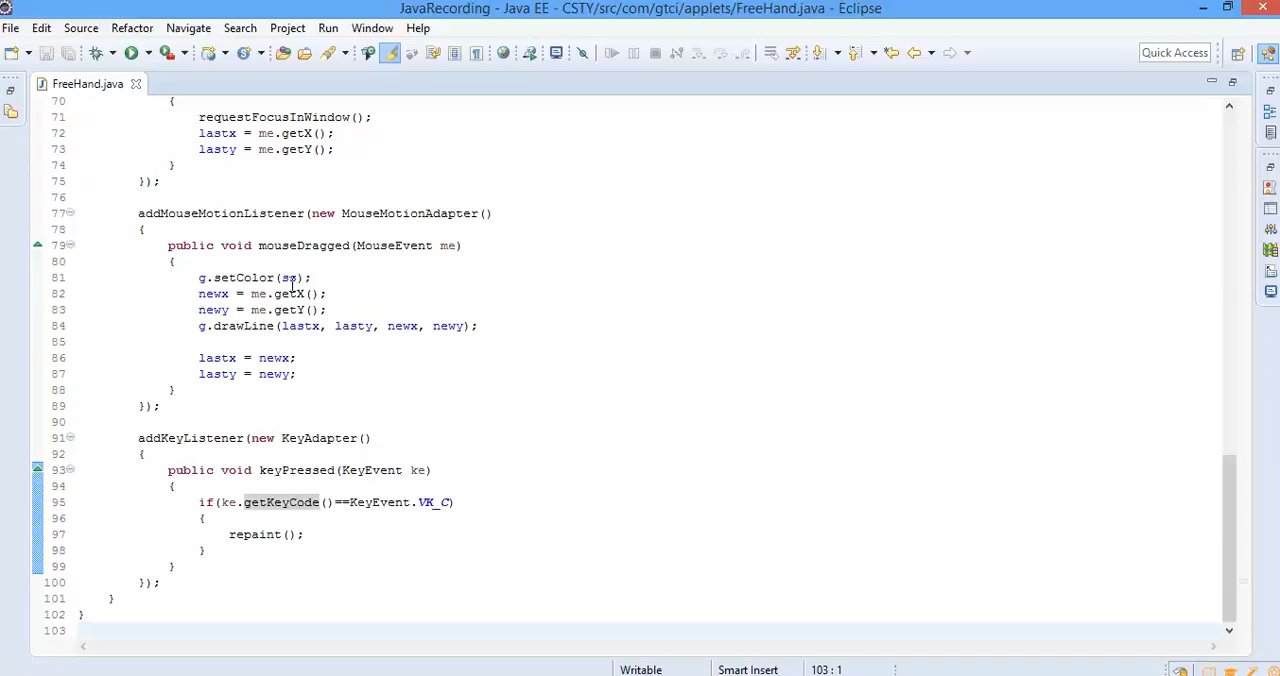 JavaRecording - Java EE - CSTY/src/com/gtci/applets/FreeHand.java - Eclipse
File Edit Source Refactor Navigate Search Project Run Window Help
Quick Access
FreeHand.java
70 {
71 requestFocusInWindow();
72 lastx = me.getX();
73 lasty = me.getY();
74 }
75 });
76
77 addMouseMotionListener(new MouseMotionAdapter()
78 {
79 public void mouseDragged(MouseEvent me)
80 {
81 g.setColor(ss);
82 newx = me.getX();
83 newy = me.getY();
84 g.drawLine(lastx, lasty, newx, newy);
85
86 lastx = newx;
87 lasty = newy;
88 }
89 });
90
91 addKeyListener(new KeyAdapter()
92 {
93 public void keyPressed(KeyEvent ke)
94 {
95 if(ke.getKeyCode()==KeyEvent.VK_C)
96 {
97 repaint();
98 }
99 }
100 });
101 }
102 }
103
Writable Smart Insert 103 : 1